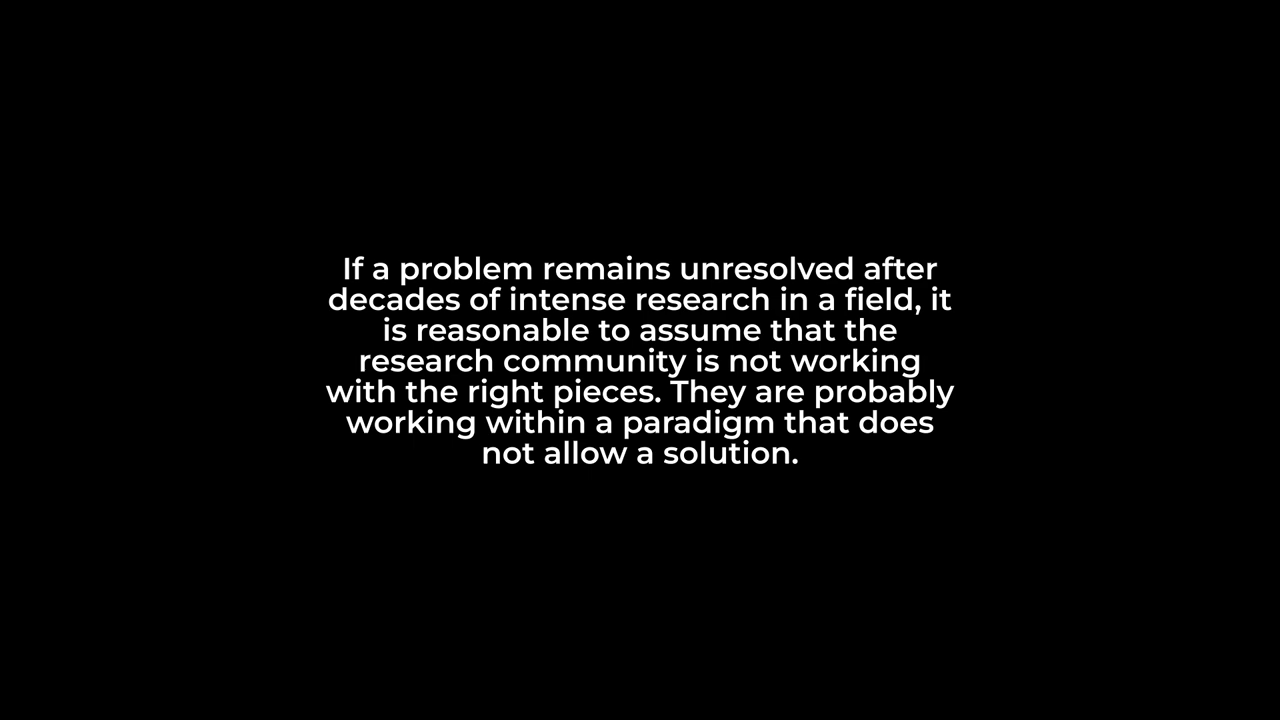 If a problem remains unresolved after
decades of intense research in a field, it
is reasonable to assume that the
research community is not working
with the right pieces. They are probably
working within a paradigm that does
not allow a solution.